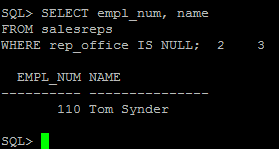 SQL> SELECT empl_num, name
FROM salesreps
WHERE rep_office IS NULL;  2    3
  EMPL_NUM NAME
---------- ---------------
       110 Tom Synder
SQL>